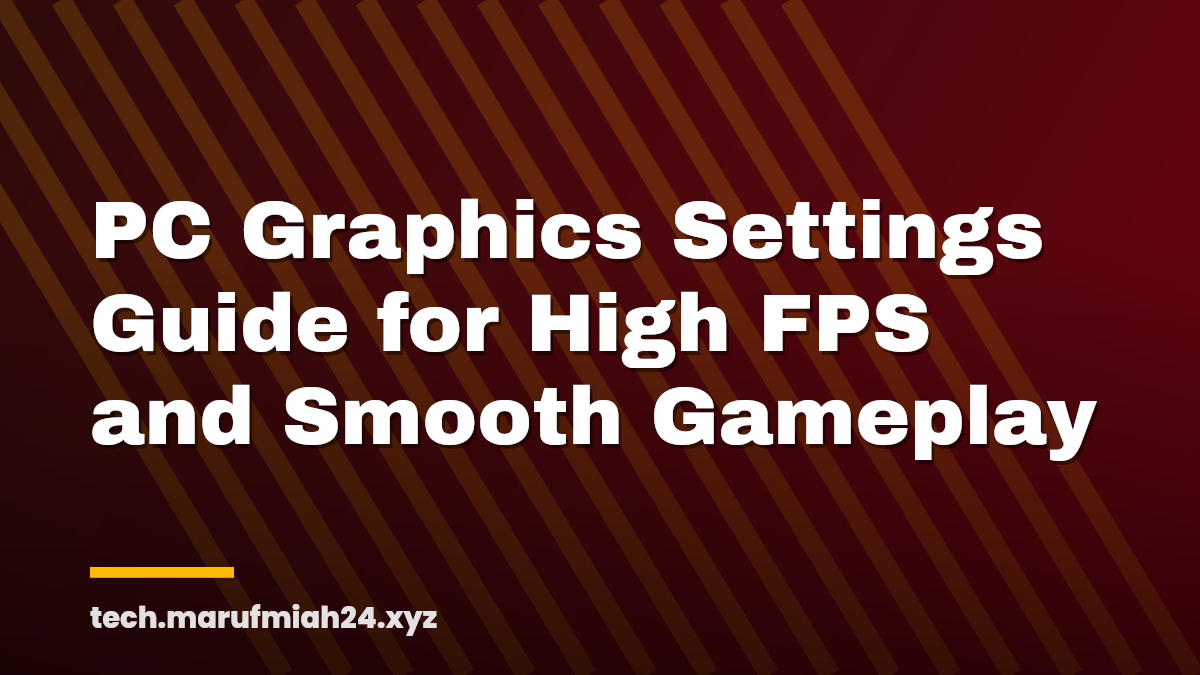 PC Graphics Settings
Guide for High FPS
and Smooth Gameplay
tech.marufmiah24.xyz